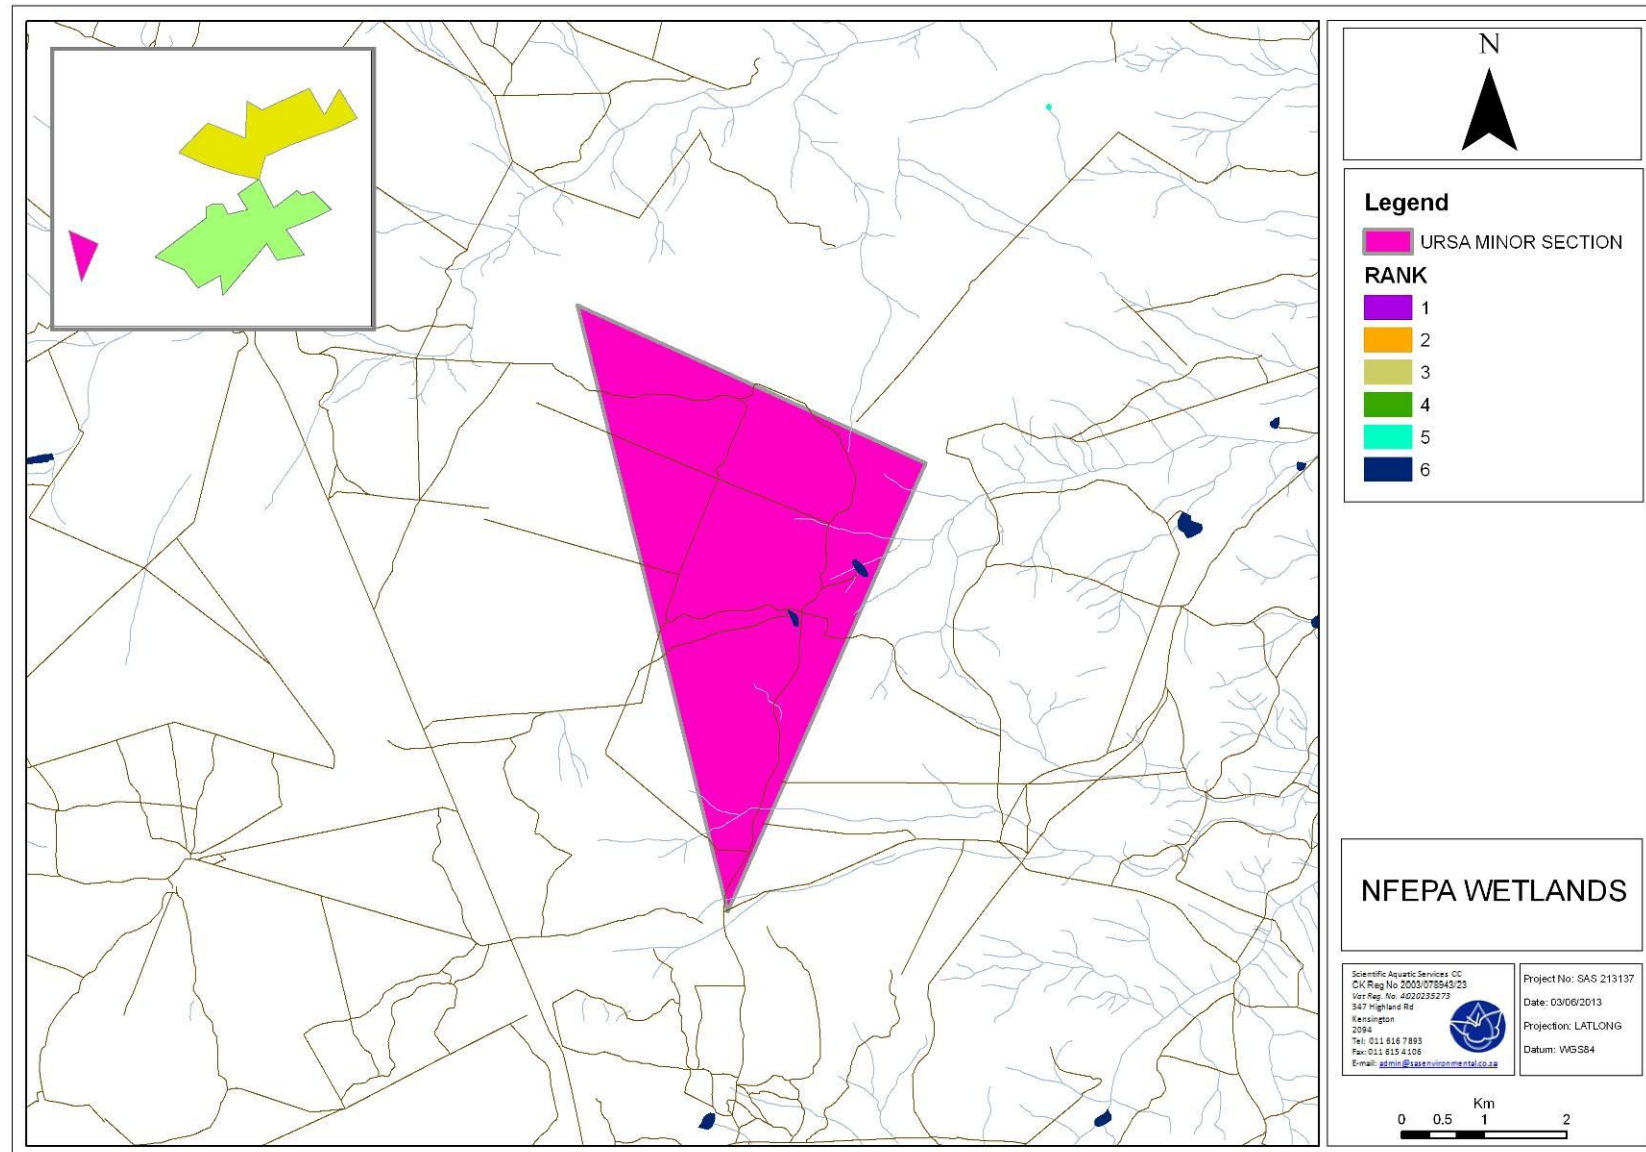 N
Legend
URSA MINOR SECTION
RANK
1
2
3
4
5
6
NFEPA WETLANDS
Scientific Aquatic Services CC
CK Reg No 2003/078943/23
Vat Reg. No. 4020235273
347 Highland Rd
Kensington
2094
Tel: 011 616 7893
Fax: 011 615 4106
E-mail: admin@sasenvironmental.co.za
Project No: SAS 213137
Date: 03/06/2013
Projection: LATLONG
Datum: WGS84
Km
0 0.5 1 2